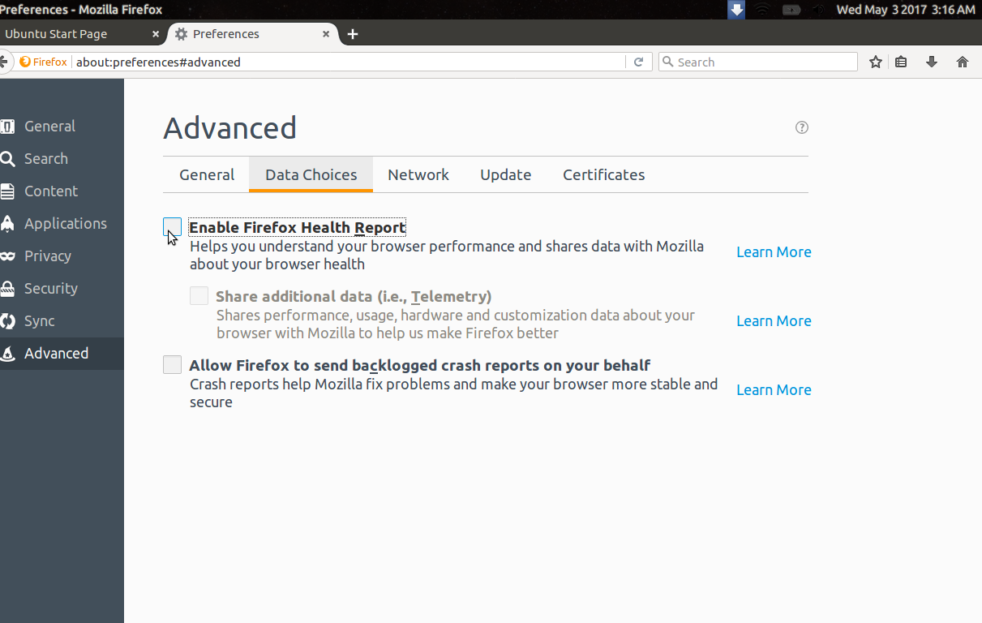 Preferences - Mozilla Firefox
Wed May 3 2017 3:16 AM
Ubuntu Start Page
Preferences
Firefox
about:preferences#advanced
Search
General
Search
Content
Applications
Privacy
Security
Sync
Advanced
Advanced
General
Data Choices
Network
Update
Certificates
Enable Firefox Health Report
Helps you understand your browser performance and shares data with Mozilla
about your browser health
Learn More
Share additional data (i.e., Telemetry)
Shares performance, usage, hardware and customization data about your
browser with Mozilla to help us make Firefox better
Learn More
Allow Firefox to send backlogged crash reports on your behalf
Crash reports help Mozilla fix problems and make your browser more stable and
secure
Learn More